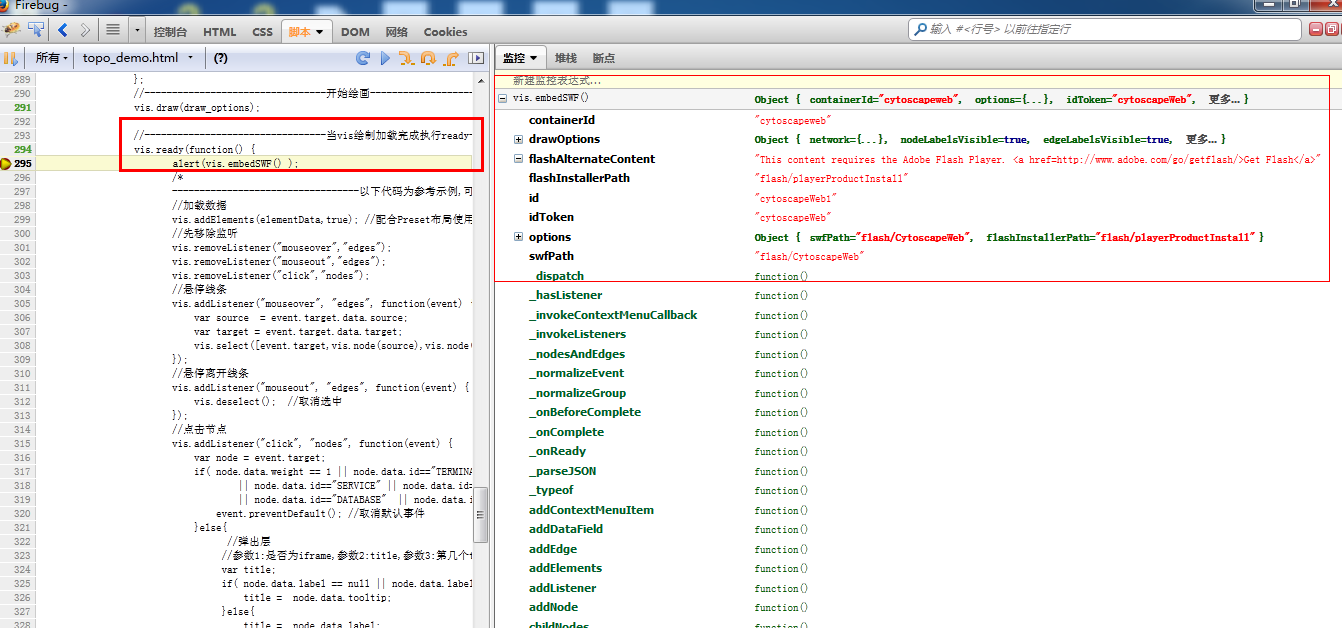 Firebug -
控制台 HTML CSS 脚本 DOM 网络 Cookies
输入 #<行号> 以前往指定行
所有 topo_demo.html (?)
监控 堆栈 断点
289 };
290 //----------------------------------开始绘画-------------------
291 vis.draw(draw_options);
292
293 //----------------------------------当vis绘制加载完成执行ready-
294 vis.ready(function() {
295 alert(vis.embedSWF() );
296 /*
297 ----------------------------------以下代码为参考示例,可
298 //加载数据
299 vis.addElements(elementData,true); //配合Preset布局使用
300 //先移除监听
301 vis.removeListener("mouseover","edges");
302 vis.removeListener("mouseout","edges");
303 vis.removeListener("click","nodes");
304 //悬停线条
305 vis.addListener("mouseover", "edges", function(event)
306 var source = event.target.data.source;
307 var target = event.target.data.target;
308 vis.select([event.target,vis.node(source),vis.node(
309 });
310 //悬停离开线条
311 vis.addListener("mouseout", "edges", function(event) {
312 vis.deselect(); //取消选中
313 });
314 //点击节点
315 vis.addListener("click", "nodes", function(event) {
316 var node = event.target;
317 if( node.data.weight == 1 || node.data.id=="TERMINA
318 || node.data.id=="SERVICE" || node.data.id=
319 || node.data.id=="DATABASE" || node.data.i
320 event.preventDefault(); //取消默认事件
321 }else{
322 //弹出层
323 //参数1:是否为iframe,参数2:title,参数3:第几个
324 var title;
325 if( node.data.label == null || node.data.label
326 title = node.data.tooltip;
327 }else{
328 title = node.data.label;
新建监控表达式...
vis.embedSWF() Object { containerId="cytoscapeweb", options={...}, idToken="cytoscapeWeb", 更多...}
containerId "cytoscapeweb"
drawOptions Object { network={...}, nodeLabelsVisible=true, edgeLabelsVisible=true, 更多...}
flashAlternateContent "This content requires the Adobe Flash Player. <a href=http://www.adobe.com/go/getflash/>Get Flash</a>"
flashInstallerPath "flash/playerProductInstall"
id "cytoscapeWeb1"
idToken "cytoscapeWeb"
options Object { swfPath="flash/CytoscapeWeb", flashInstallerPath="flash/playerProductInstall"}
swfPath "flash/CytoscapeWeb"
_dispatch function()
_hasListener function()
_invokeContextMenuCallback function()
_invokeListeners function()
_nodesAndEdges function()
_normalizeEvent function()
_normalizeGroup function()
_onBeforeComplete function()
_onComplete function()
_onReady function()
_parseJSON function()
_typeof function()
addContextMenuItem function()
addDataField function()
addEdge function()
addElements function()
addListener function()
addNode function()
childNodes function()